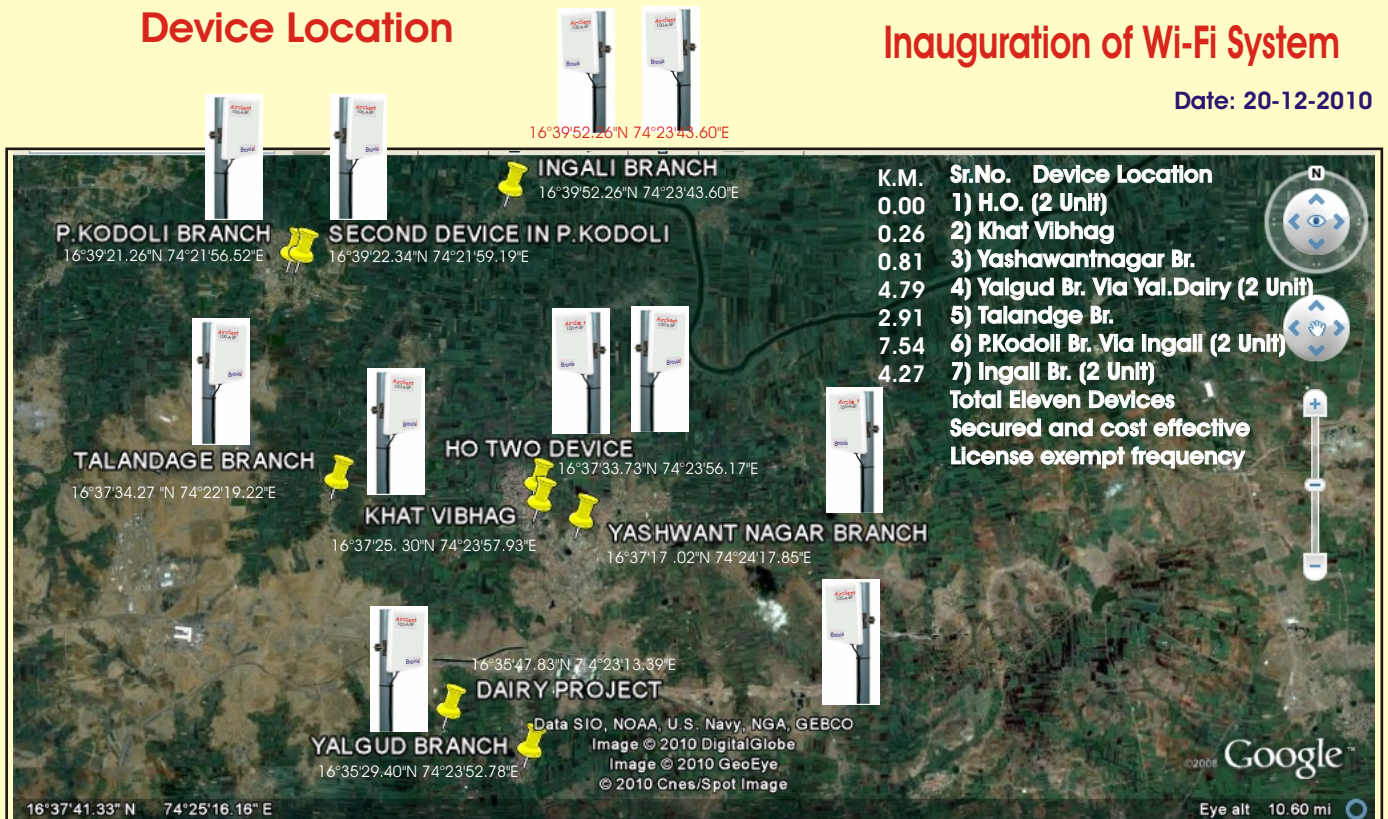 Device Location
Inauguration of Wi-Fi System
Date: 20-12-2010
16°39'52.26"N 74°23'43.60"E
INGALI BRANCH
16°39'52.26"N 74°23'43.60"E
P.KODOLI BRANCH
16°39'21.26"N 74°21'56.52"E
SECOND DEVICE IN P.KODOLI
16°39'22.34"N 74°21'59.19"E
K.M. Sr.No. Device Location
0.00 1) H.O. (2 Unit)
0.26 2) Khat Vibhag
0.81 3) Yashawantnagar Br.
4.79 4) Yalgud Br. Via Yal.Dairy (2 Unit)
2.91 5) Talandge Br.
7.54 6) P.Kodoli Br. Via Ingali (2 Unit)
4.27 7) Ingali Br. (2 Unit)
Total Eleven Devices
Secured and cost effective
License exempt frequency
N
HO TWO DEVICE
16°37'33.73"N 74°23'56.17"E
TALANDAGE BRANCH
16°37'34.27 "N 74°22'19.22"E
KHAT VIBHAG
16°37'25. 30"N 74°23'57.93"E
YASHWANT NAGAR BRANCH
16°37'17 .02"N 74°24'17.85"E
16°35'47.83"N 7 4°23'13.39"E
DAIRY PROJECT
YALGUD BRANCH
16°35'29.40"N 74°23'52.78"E
Data SIO, NOAA, U.S. Navy, NGA, GEBCO
Image © 2010 DigitalGlobe
Image © 2010 GeoEye
© 2010 Cnes/Spot Image
©2008 Google™
16°37'41.33" N 74°25'16.16" E
Eye alt 10.60 mi
Airclient